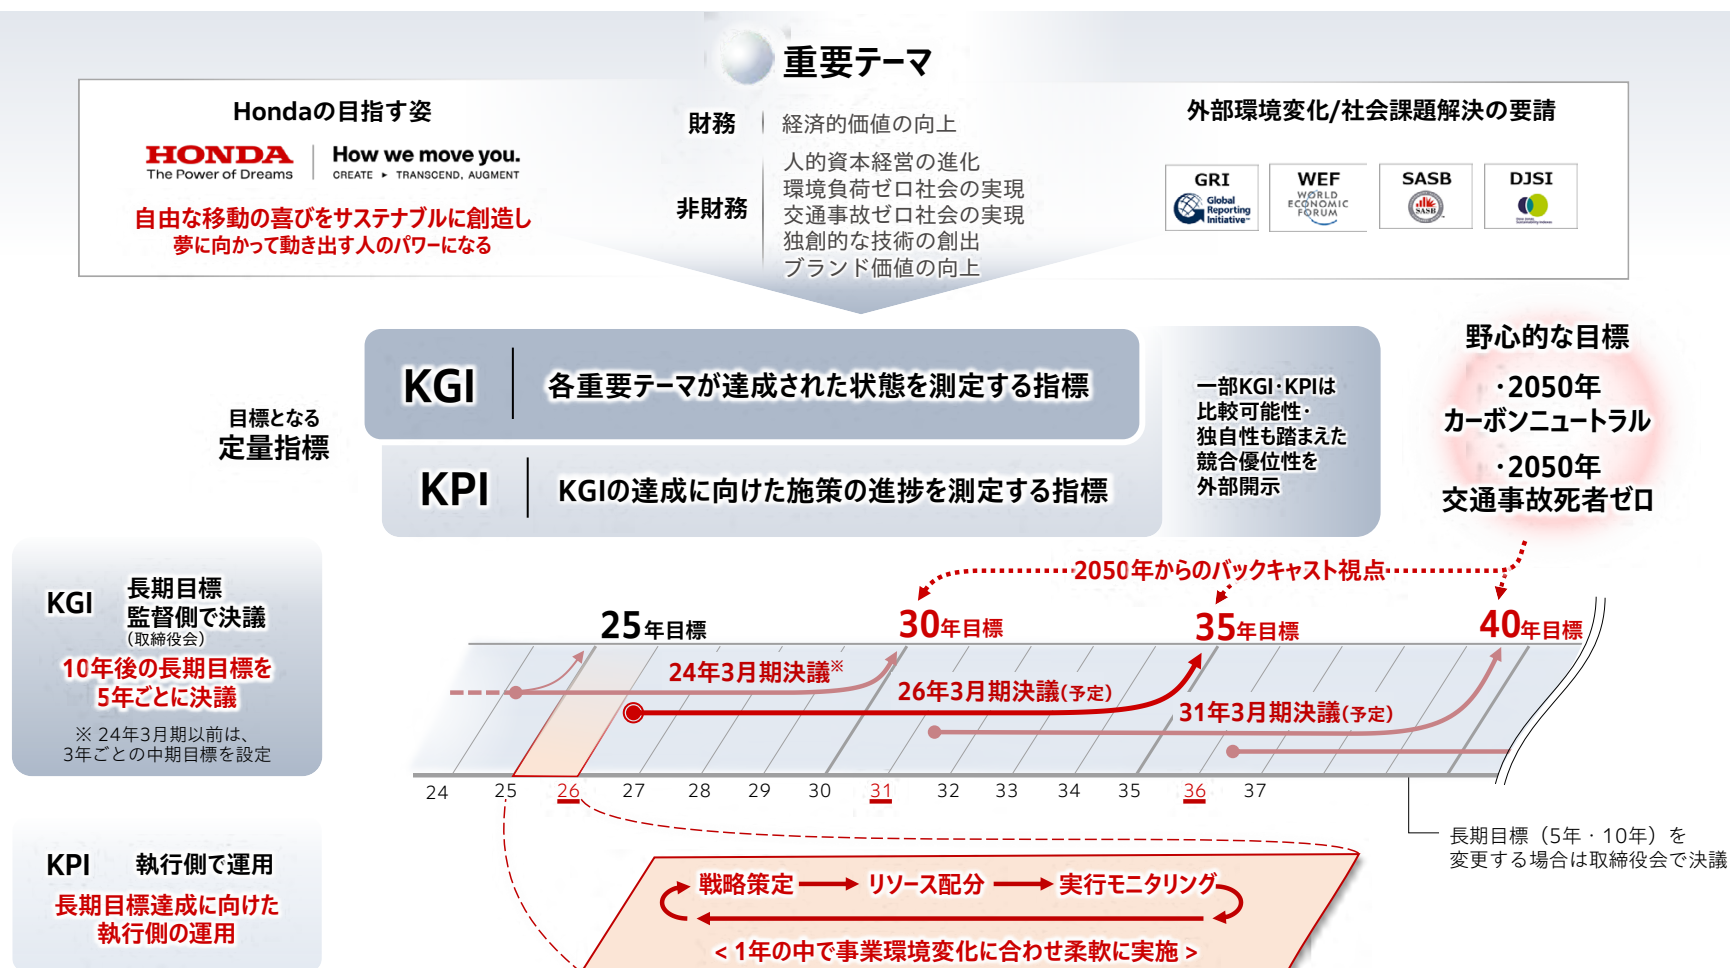 重要テーマ
Hondaの目指す姿
HONDA
The Power of Dreams
How we move you.
CREATE ▸ TRANSCEND, AUGMENT
自由な移動の喜びをサステナブルに創造し
夢に向かって動き出す人のパワーになる
財務
経済的価値の向上
非財務
人的資本経営の進化
環境負荷ゼロ社会の実現
交通事故ゼロ社会の実現
独創的な技術の創出
ブランド価値の向上
外部環境変化/社会課題解決の要請
GRI
Global
Reporting
Initiative
WEF
WORLD
ECONOMIC
FORUM
SASB
SASB
DJSI
目標となる
定量指標
KGI
各重要テーマが達成された状態を測定する指標
KPI
KGIの達成に向けた施策の進捗を測定する指標
一部KGI・KPIは
比較可能性・
独自性も踏まえた
競合優位性を
外部開示
野心的な目標
・2050年
カーボンニュートラル
・2050年
交通事故死者ゼロ
KGI
長期目標
監督側で決議
(取締役会)
10年後の長期目標を
5年ごとに決議
※ 24年3月期以前は、
3年ごとの中期目標を設定
2050年からのバックキャスト視点
25年目標
30年目標
35年目標
40年目標
24年3月期決議※
26年3月期決議(予定)
31年3月期決議(予定)
24 25 26 27 28 29 30 31 32 33 34 35 36 37
長期目標（5年・10年）を
変更する場合は取締役会で決議
KPI
執行側で運用
長期目標達成に向けた
執行側の運用
戦略策定 リソース配分 実行モニタリング
< 1年の中で事業環境変化に合わせ柔軟に実施 >